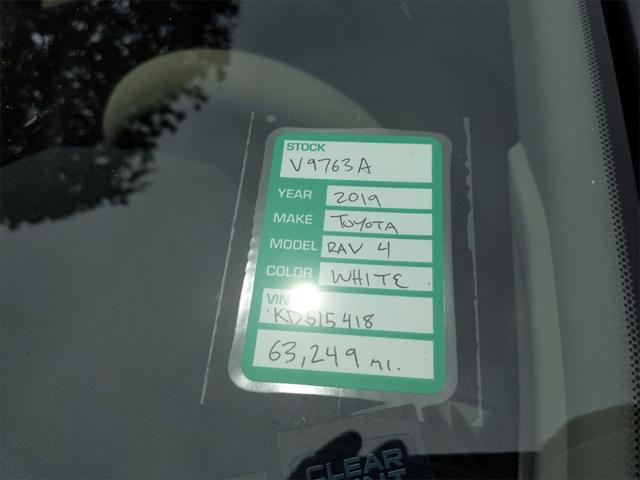 STOCK
V9763A
YEAR 2019
MAKE TOYOTA
MODEL RAV 4
COLOR WHITE
VIN
KD515418
63,249 mi.
CLEAR